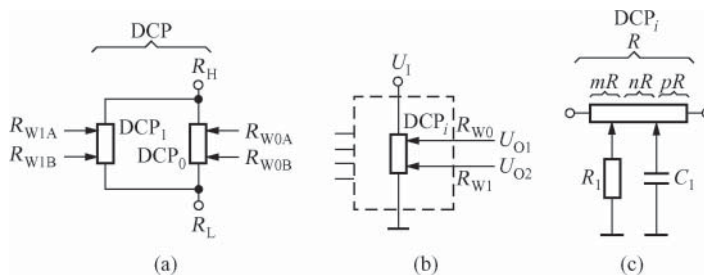 DCP
R_H
R_W1A
DCP_1
R_W0A
R_W1B
DCP_0
R_W0B
R_L
(a)
U_I
DCP_i
R_W0
U_O1
U_O2
R_W1
(b)
DCP_i
R
mR nR pR
R_1
C_1
(c)